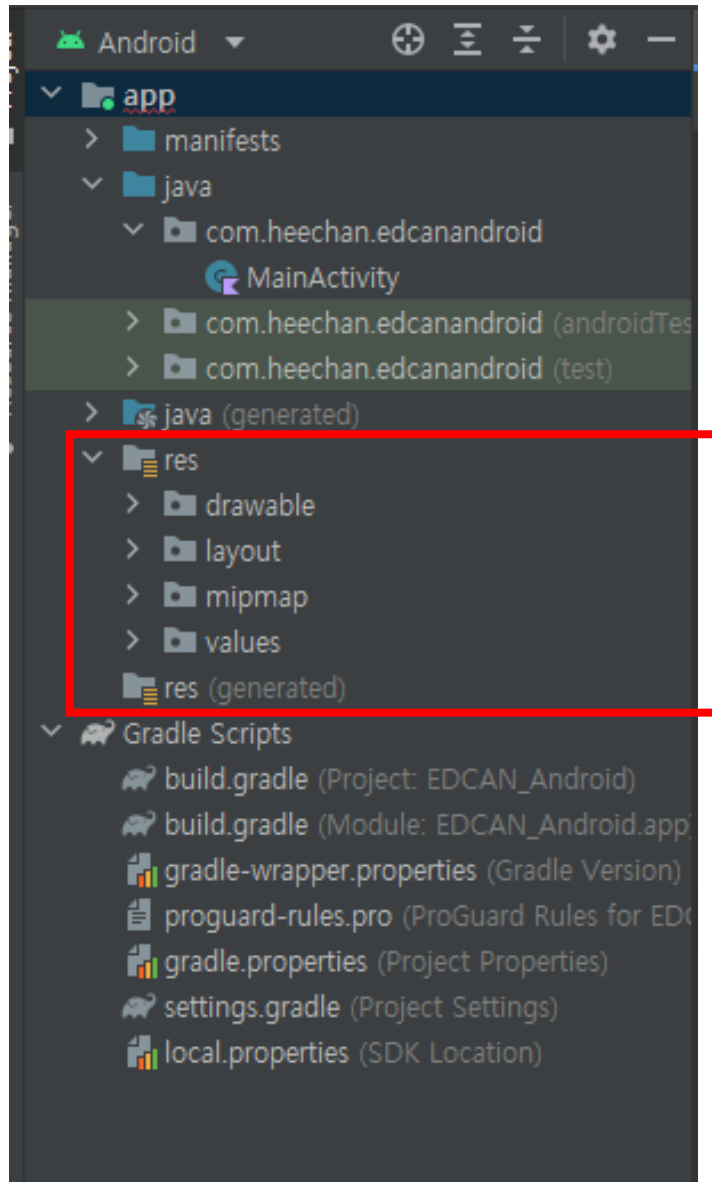 Android
app
manifests
java
com.heechan.edcanandroid
MainActivity
com.heechan.edcanandroid (androidTes
com.heechan.edcanandroid (test)
java (generated)
res
drawable
layout
mipmap
values
res (generated)
Gradle Scripts
build.gradle (Project: EDCAN_Android)
build.gradle (Module: EDCAN_Android.app)
gradle-wrapper.properties (Gradle Version)
proguard-rules.pro (ProGuard Rules for EDC
gradle.properties (Project Properties)
settings.gradle (Project Settings)
local.properties (SDK Location)